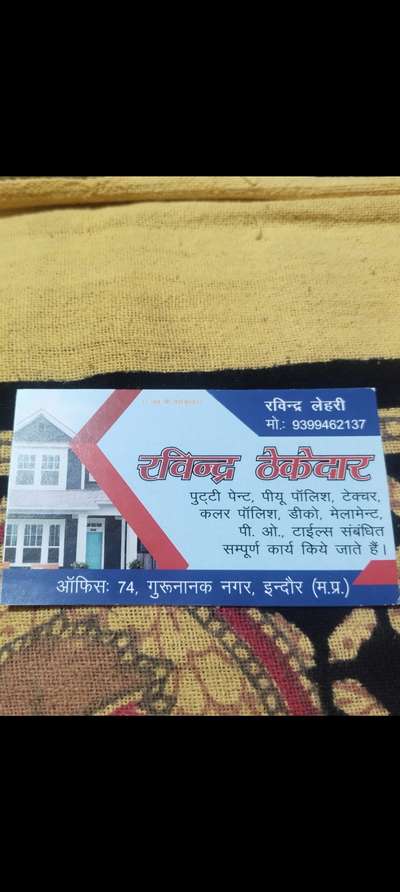 रविन्द्र लेहरी
मो.: 9399462137
रविन्द्र ठेकेदार
पुट्टी पेन्ट, पीयू पॉलिश, टेक्चर,
कलर पॉलिश, डीको, मेलामेन्ट,
पी. ओ., टाईल्स संबंधित
सम्पूर्ण कार्य किये जाते हैं।
ऑफिस: 74, गुरूनानक नगर, इन्दौर (म.प्र.)